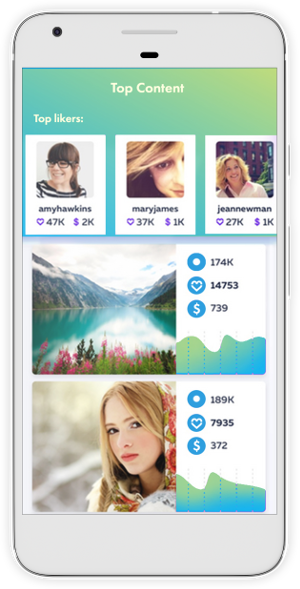 Top Content
Top likers:
amyhawkins maryjames jeannewman
47K $ 2K 37K $ 1K 27K $ 1K
174K
14753
$ 739
189K
7935
$ 372